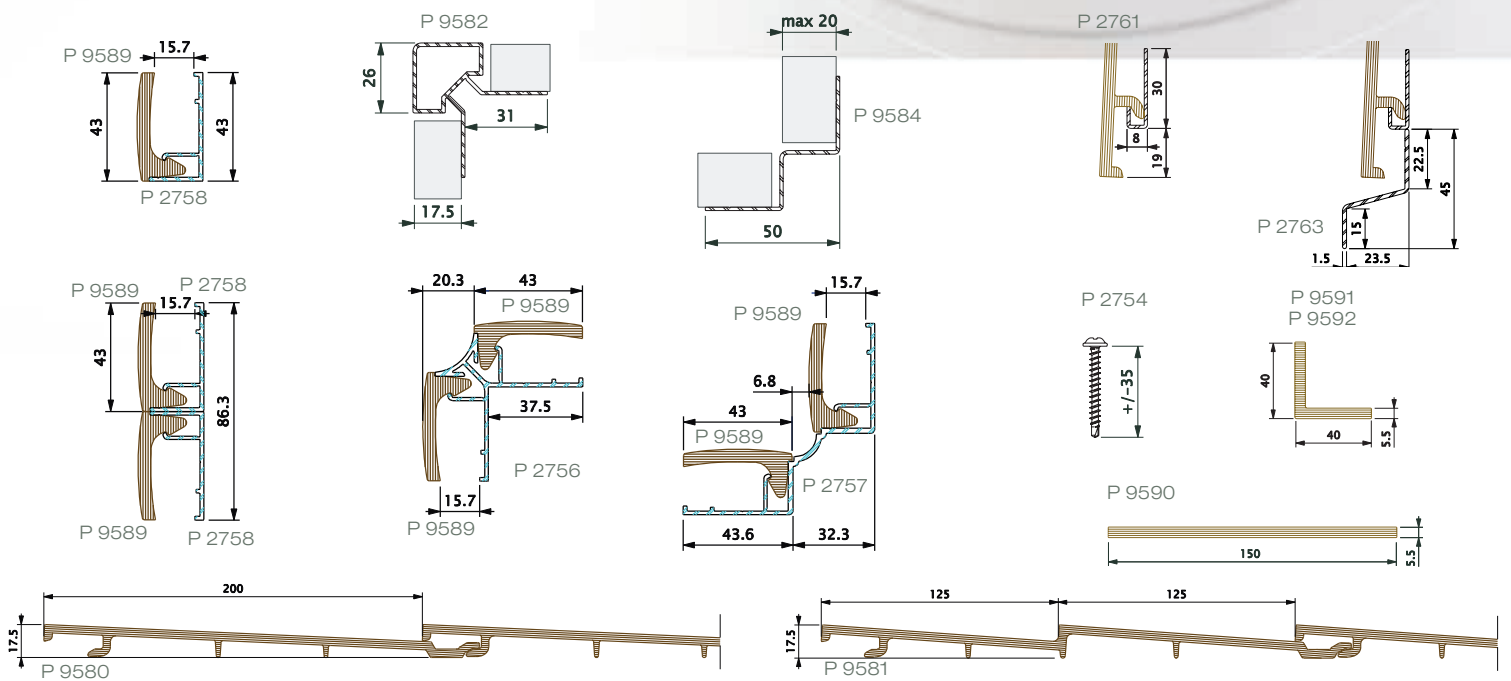 P 9589
15.7
43
43
P 2758
P 9582
26
31
17.5
max 20
P 9584
50
P 2761
30
8
19
22.5
45
P 2763
15
1.5
23.5
P 9589
P 2758
15.7
43
86.3
P 9589
P 2758
20.3
43
P 9589
37.5
P 2756
15.7
P 9589
15.7
P 9589
6.8
43
P 9589
P 2757
43.6
32.3
P 2754
+/-35
P 9591
P 9592
40
40
5.5
P 9590
150
5.5
200
17.5
P 9580
125
125
17.5
P 9581